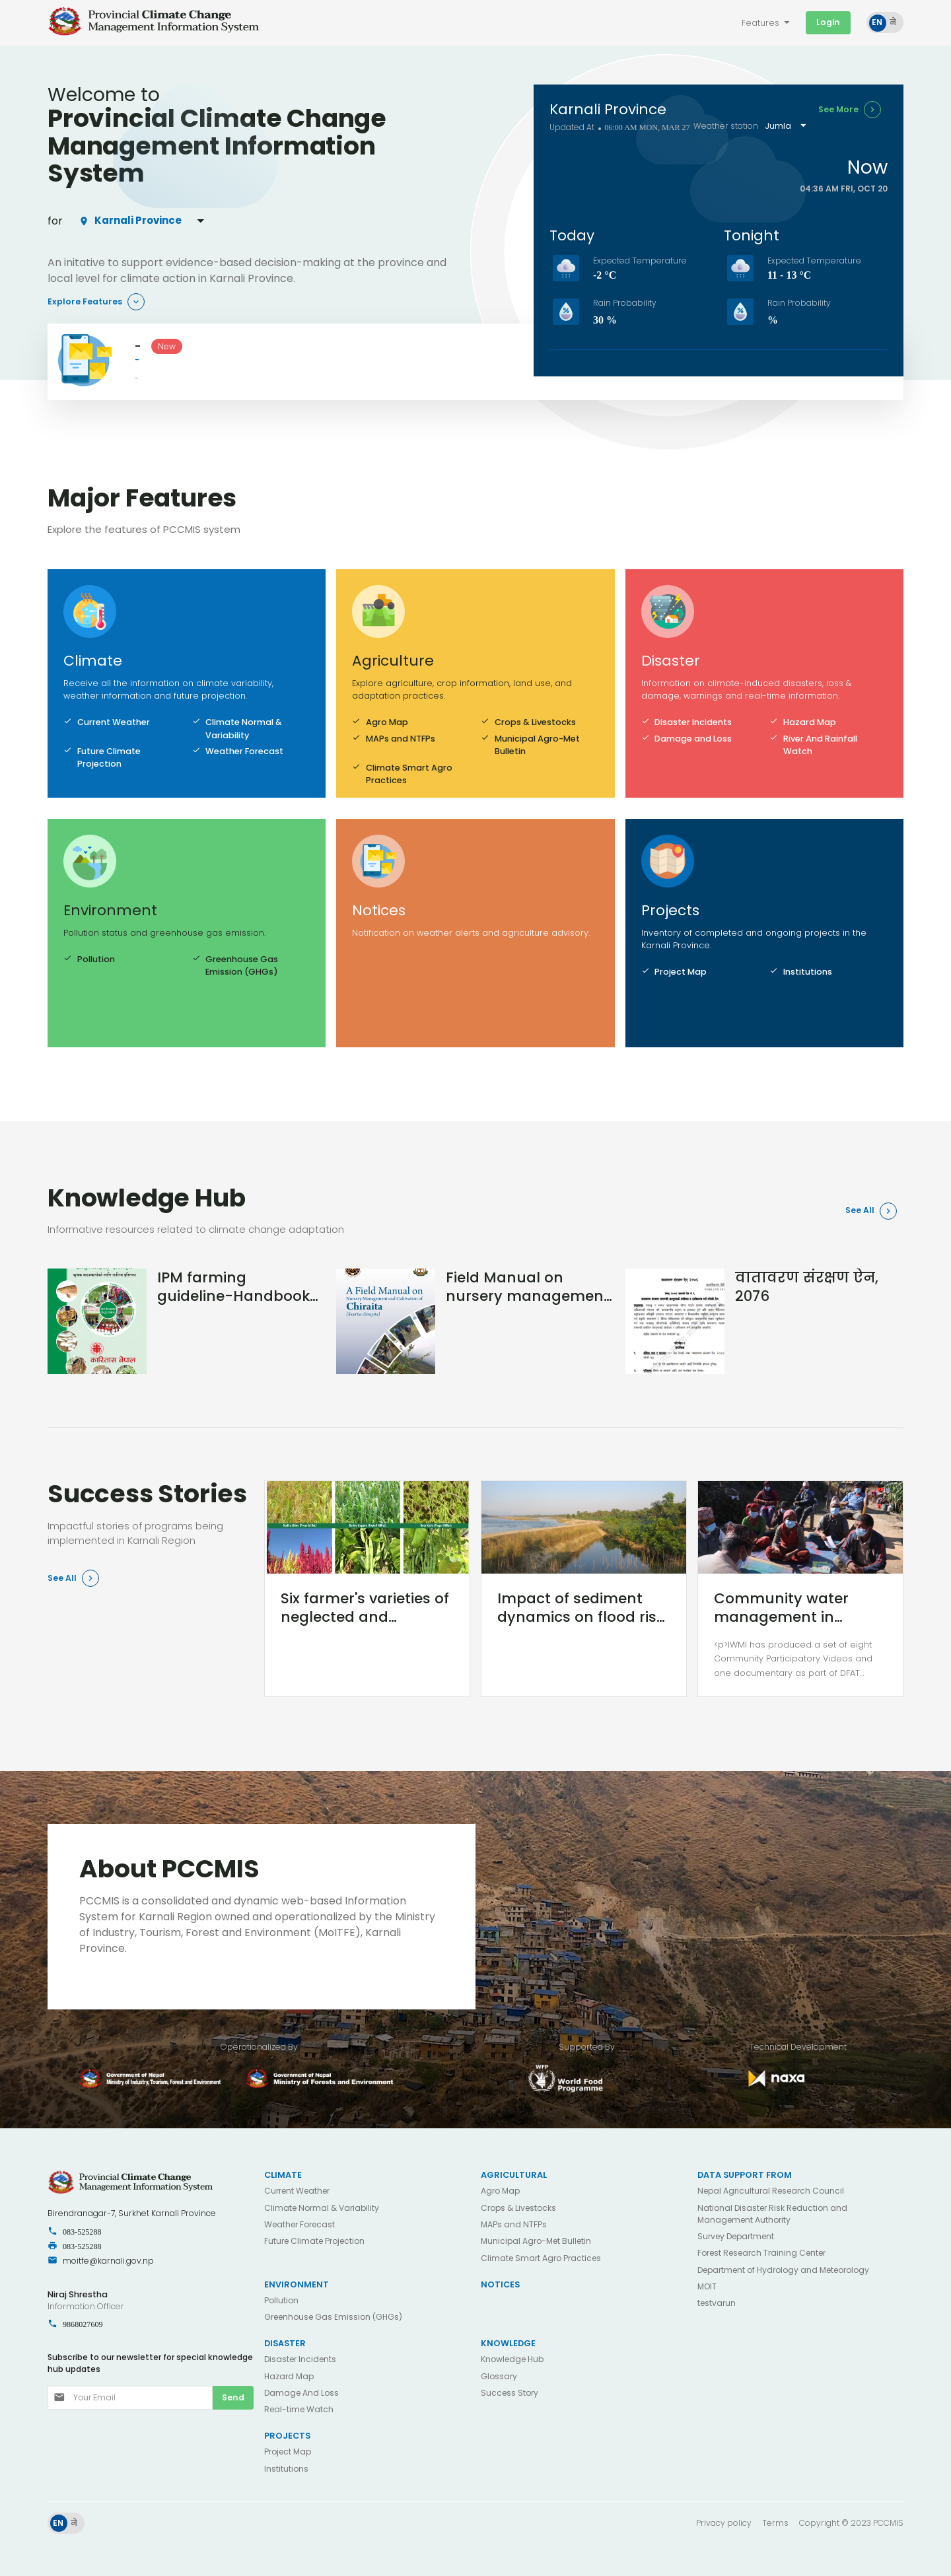 Provincial Climate Change
Management Information System
Features
Login
EN
ने
Welcome to
Provincial Climate Change
Management Information
System
for
Karnali Province
An initative to support evidence-based decision-making at the province and
local level for climate action in Karnali Province.
Explore Features
-
New
-
-
Karnali Province
See More
Updated At • 06:00 AM MON, MAR 27 Weather station Jumla
Now
04:36 AM FRI, OCT 20
Today
Expected Temperature
-2 °C
Rain Probability
30 %
Tonight
Expected Temperature
11 - 13 °C
Rain Probability
%
Major Features
Explore the features of PCCMIS system
Climate
Receive all the information on climate variability,
weather information and future projection.
Current Weather
Climate Normal &
Variability
Future Climate
Projection
Weather Forecast
Agriculture
Explore agriculture, crop information, land use, and
adaptation practices.
Agro Map
Crops & Livestocks
MAPs and NTFPs
Municipal Agro-Met
Bulletin
Climate Smart Agro
Practices
Disaster
Information on climate-induced disasters, loss &
damage, warnings and real-time information.
Disaster Incidents
Hazard Map
Damage and Loss
River And Rainfall
Watch
Environment
Pollution status and greenhouse gas emission.
Pollution
Greenhouse Gas
Emission (GHGs)
Notices
Notification on weather alerts and agriculture advisory.
Projects
Inventory of completed and ongoing projects in the
Karnali Province.
Project Map
Institutions
Knowledge Hub
Informative resources related to climate change adaptation
See All
कारितास नेपाल
IPM farming
guideline-Handbook...
A Field Manual on
Nursery Management and Cultivation of
Chiraita
(Swertia chirayita)
Field Manual on
nursery managemen...
वातावरण संरक्षण ऐन,
२०७६
Success Stories
Impactful stories of programs being
implemented in Karnali Region
See All
Six farmer's varieties of
neglected and...
Impact of sediment
dynamics on flood ris...
Community water
management in...
<p>IWMI has produced a set of eight
Community Participatory Videos and
one documentary as part of DFAT...
About PCCMIS
PCCMIS is a consolidated and dynamic web-based Information
System for Karnali Region owned and operationalized by the Ministry
of Industry, Tourism, Forest and Environment (MoITFE), Karnali
Province.
Operationalized By
Supported By
Technical Development
Government of Nepal
Ministry of Industry, Tourism, Forest and Environment
Government of Nepal
Ministry of Forests and Environment
WFP
World Food
Programme
naxa
Provincial Climate Change
Management Information System
Birendranagar-7, Surkhet Karnali Province
083-525288
083-525288
moitfe@karnali.gov.np
Niraj Shrestha
Information Officer
9868027609
Subscribe to our newsletter for special knowledge
hub updates
Your Email
Send
CLIMATE
Current Weather
Climate Normal & Variability
Weather Forecast
Future Climate Projection
ENVIRONMENT
Pollution
Greenhouse Gas Emission (GHGs)
DISASTER
Disaster Incidents
Hazard Map
Damage And Loss
Real-time Watch
PROJECTS
Project Map
Institutions
AGRICULTURAL
Agro Map
Crops & Livestocks
MAPs and NTFPs
Municipal Agro-Met Bulletin
Climate Smart Agro Practices
NOTICES
KNOWLEDGE
Knowledge Hub
Glossary
Success Story
DATA SUPPORT FROM
Nepal Agricultural Research Council
National Disaster Risk Reduction and
Management Authority
Survey Department
Forest Research Training Center
Department of Hydrology and Meteorology
MOIT
testvarun
EN
ने
Privacy policy
Terms
Copyright © 2023 PCCMIS